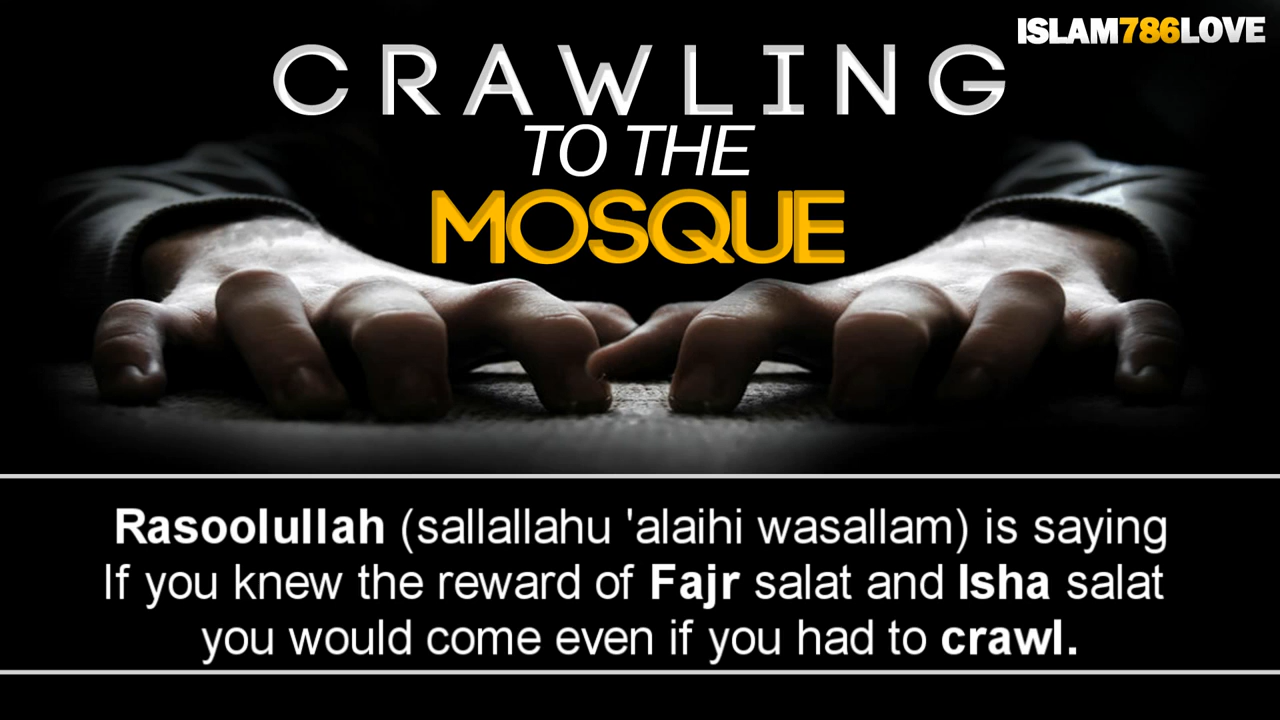 ISLAM786LOVE
CRAWLING
TO THE
MOSQUE
Rasoolullah (sallallahu 'alaihi wasallam) is saying
If you knew the reward of Fajr salat and Isha salat
you would come even if you had to crawl.